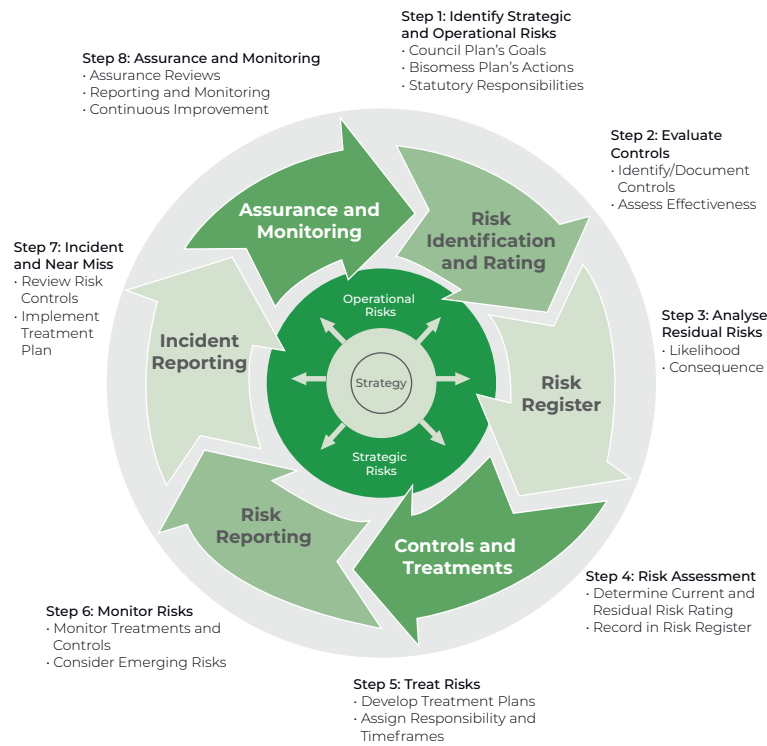 Step 1: Identify Strategic
and Operational Risks
• Council Plan's Goals
• Bisomess Plan's Actions
• Statutory Responsibilities
Step 2: Evaluate
Controls
• Identify/Document
Controls
• Assess Effectiveness
Step 3: Analyse
Residual Risks
• Likelihood
• Consequence
Step 4: Risk Assessment
• Determine Current and
Residual Risk Rating
• Record in Risk Register
Step 5: Treat Risks
• Develop Treatment Plans
• Assign Responsibility and
Timeframes
Step 6: Monitor Risks
• Monitor Treatments and
Controls
• Consider Emerging Risks
Step 7: Incident
and Near Miss
• Review Risk
Controls
• Implement
Treatment
Plan
Step 8: Assurance and Monitoring
• Assurance Reviews
• Reporting and Monitoring
• Continuous Improvement
Assurance and
Monitoring
Risk
Identification
and Rating
Risk
Register
Controls and
Treatments
Risk
Reporting
Incident
Reporting
Operational
Risks
Strategy
Strategic
Risks